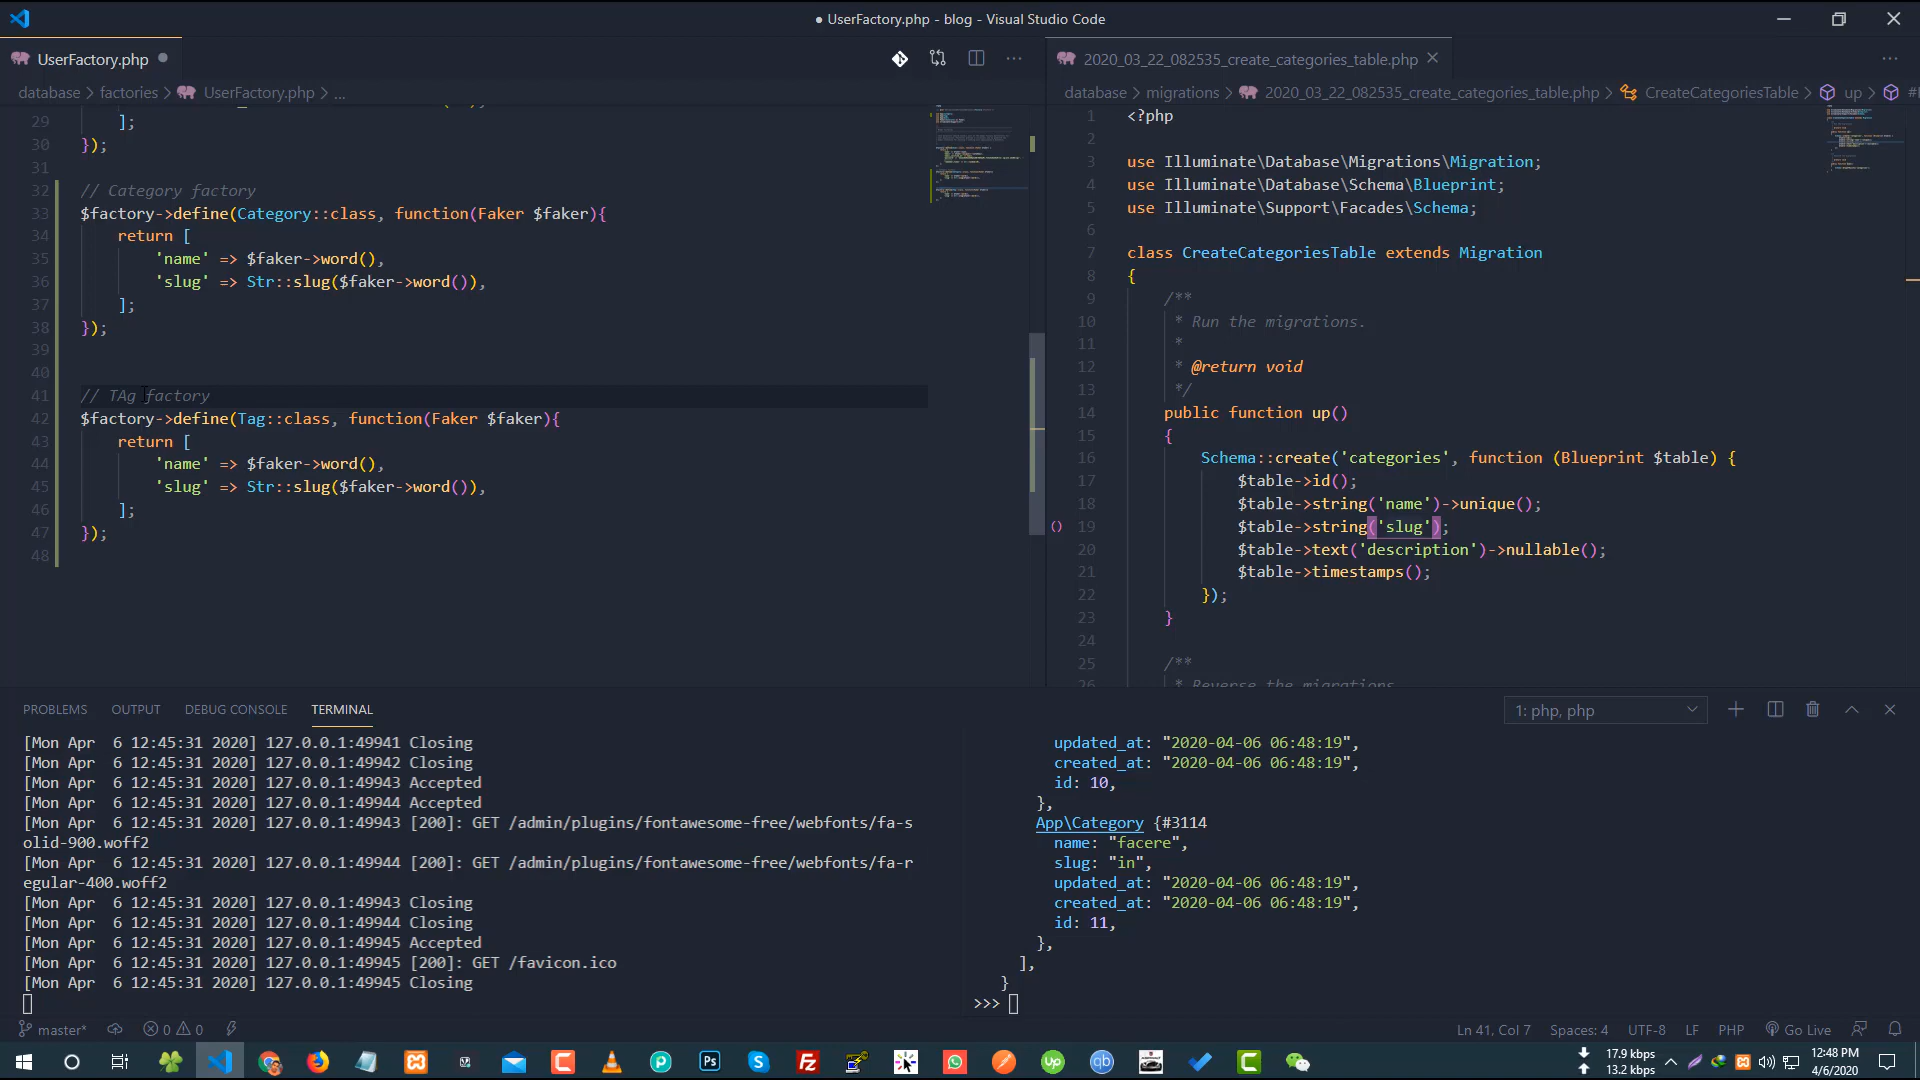 ● UserFactory.php - blog - Visual Studio Code
UserFactory.php ●
database > factories > UserFactory.php > ...
29 ];
30 });
31
32 // Category factory
33 $factory->define(Category::class, function(Faker $faker){
34 return [
35 'name' => $faker->word(),
36 'slug' => Str::slug($faker->word()),
37 ];
38 });
39
40
41 // TAg factory
42 $factory->define(Tag::class, function(Faker $faker){
43 return [
44 'name' => $faker->word(),
45 'slug' => Str::slug($faker->word()),
46 ];
47 });
48
2020_03_22_082535_create_categories_table.php
database > migrations > 2020_03_22_082535_create_categories_table.php > CreateCategoriesTable > up >
1 <?php
2
3 use Illuminate\Database\Migrations\Migration;
4 use Illuminate\Database\Schema\Blueprint;
5 use Illuminate\Support\Facades\Schema;
6
7 class CreateCategoriesTable extends Migration
8 {
9 /**
10 * Run the migrations.
11 *
12 * @return void
13 */
14 public function up()
15 {
16 Schema::create('categories', function (Blueprint $table) {
17 $table->id();
18 $table->string('name')->unique();
19 $table->string('slug');
20 $table->text('description')->nullable();
21 $table->timestamps();
22 });
23 }
24
25 /**
26 * Reverse the migrations
PROBLEMS OUTPUT DEBUG CONSOLE TERMINAL
1: php, php
[Mon Apr  6 12:45:31 2020] 127.0.0.1:49941 Closing
[Mon Apr  6 12:45:31 2020] 127.0.0.1:49942 Closing
[Mon Apr  6 12:45:31 2020] 127.0.0.1:49943 Accepted
[Mon Apr  6 12:45:31 2020] 127.0.0.1:49944 Accepted
[Mon Apr  6 12:45:31 2020] 127.0.0.1:49943 [200]: GET /admin/plugins/fontawesome-free/webfonts/fa-s
olid-900.woff2
[Mon Apr  6 12:45:31 2020] 127.0.0.1:49944 [200]: GET /admin/plugins/fontawesome-free/webfonts/fa-r
egular-400.woff2
[Mon Apr  6 12:45:31 2020] 127.0.0.1:49943 Closing
[Mon Apr  6 12:45:31 2020] 127.0.0.1:49944 Closing
[Mon Apr  6 12:45:31 2020] 127.0.0.1:49945 Accepted
[Mon Apr  6 12:45:31 2020] 127.0.0.1:49945 [200]: GET /favicon.ico
[Mon Apr  6 12:45:31 2020] 127.0.0.1:49945 Closing
updated_at: "2020-04-06 06:48:19",
created_at: "2020-04-06 06:48:19",
id: 10,
},
App\Category {#3114
name: "facere",
slug: "in",
updated_at: "2020-04-06 06:48:19",
created_at: "2020-04-06 06:48:19",
id: 11,
},
],
}
>>>
master* 0 0
Ln 41, Col 7 Spaces: 4 UTF-8 LF PHP Go Live
17.9 kbps
13.2 kbps
12:48 PM
4/6/2020